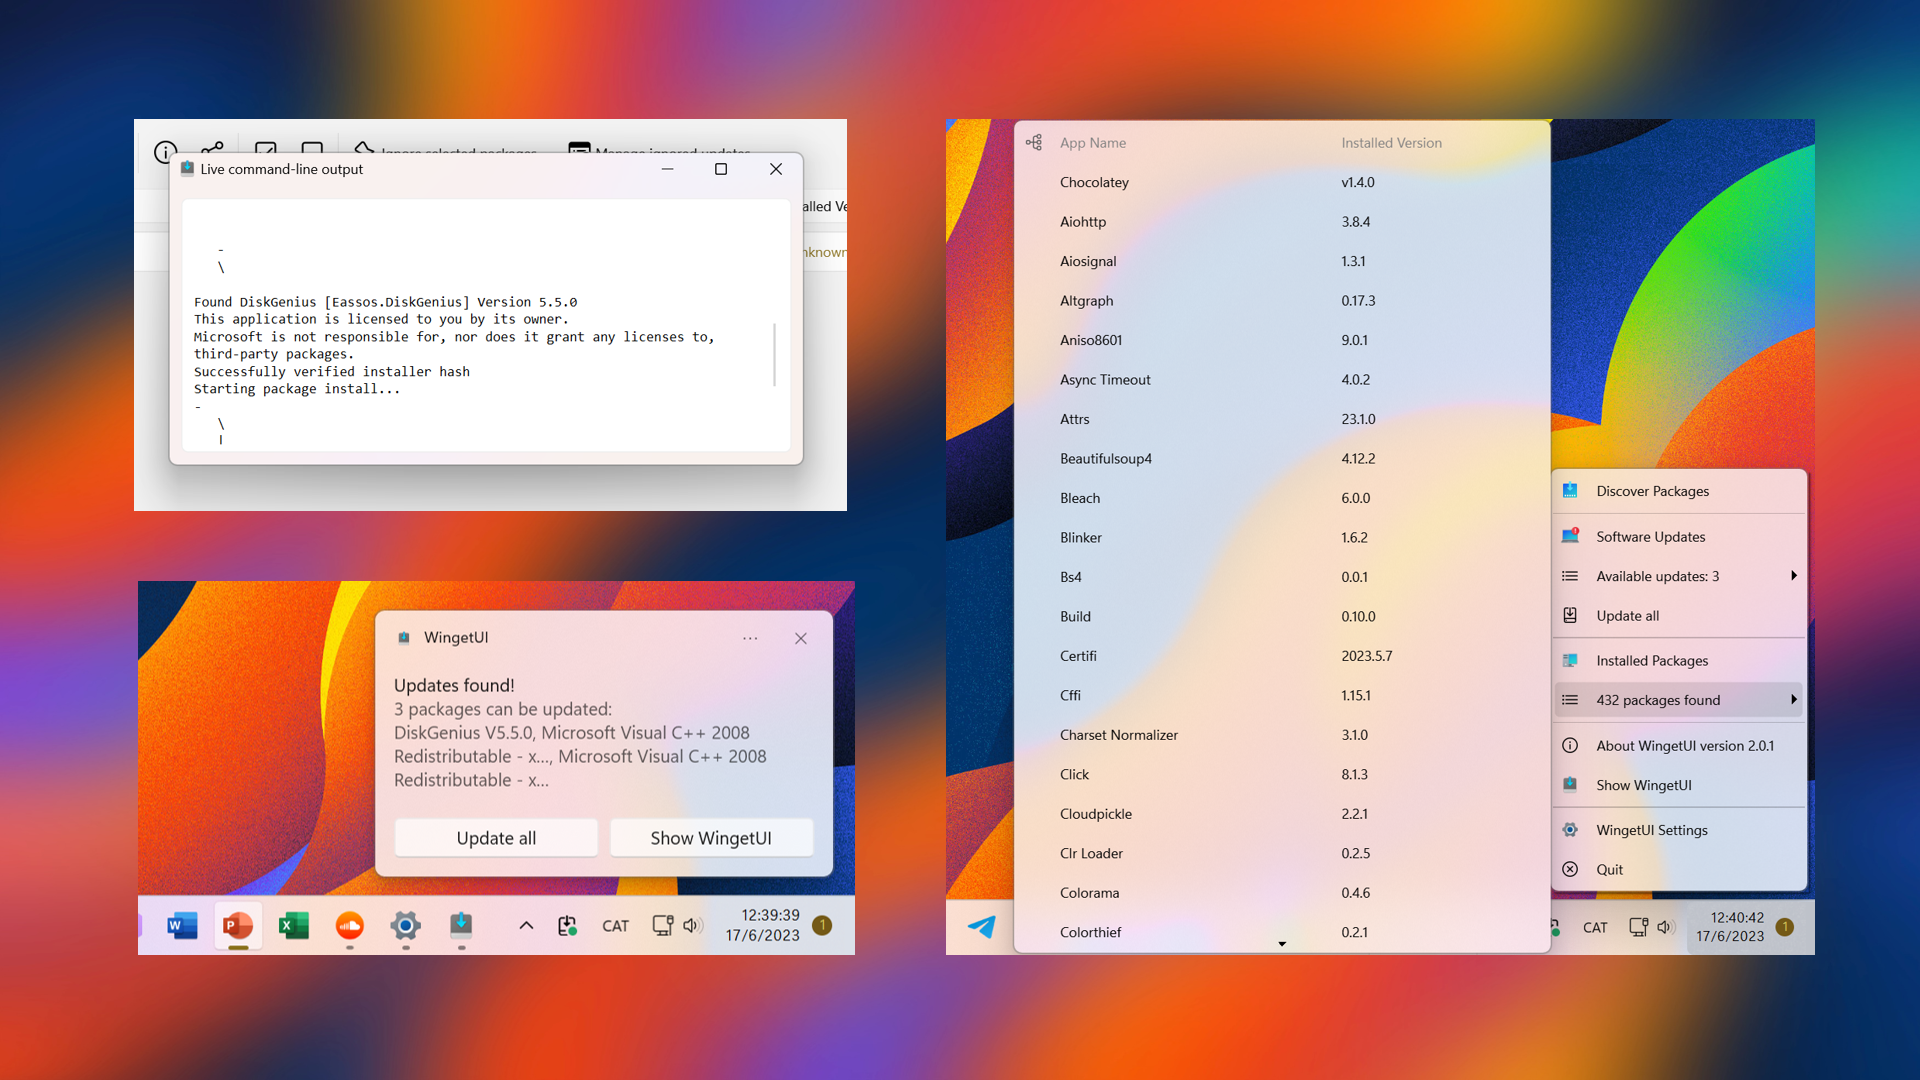 Ignore selected packages
Manage ignored updates
Live command-line output
alled Ve
nknown
-
\
Found DiskGenius [Eassos.DiskGenius] Version 5.5.0
This application is licensed to you by its owner.
Microsoft is not responsible for, nor does it grant any licenses to,
third-party packages.
Successfully verified installer hash
Starting package install...
-
\
|
WingetUI
Updates found!
3 packages can be updated:
DiskGenius V5.5.0, Microsoft Visual C++ 2008
Redistributable - x..., Microsoft Visual C++ 2008
Redistributable - x...
Update all
Show WingetUI
W
P
X
CAT
12:39:39
17/6/2023
1
App Name Installed Version
Chocolatey v1.4.0
Aiohttp 3.8.4
Aiosignal 1.3.1
Altgraph 0.17.3
Aniso8601 9.0.1
Async Timeout 4.0.2
Attrs 23.1.0
Beautifulsoup4 4.12.2
Bleach 6.0.0
Blinker 1.6.2
Bs4 0.0.1
Build 0.10.0
Certifi 2023.5.7
Cffi 1.15.1
Charset Normalizer 3.1.0
Click 8.1.3
Cloudpickle 2.2.1
Clr Loader 0.2.5
Colorama 0.4.6
Colorthief 0.2.1
Discover Packages
Software Updates
Available updates: 3
Update all
Installed Packages
432 packages found
About WingetUI version 2.0.1
Show WingetUI
WingetUI Settings
Quit
CAT
12:40:42
17/6/2023
1